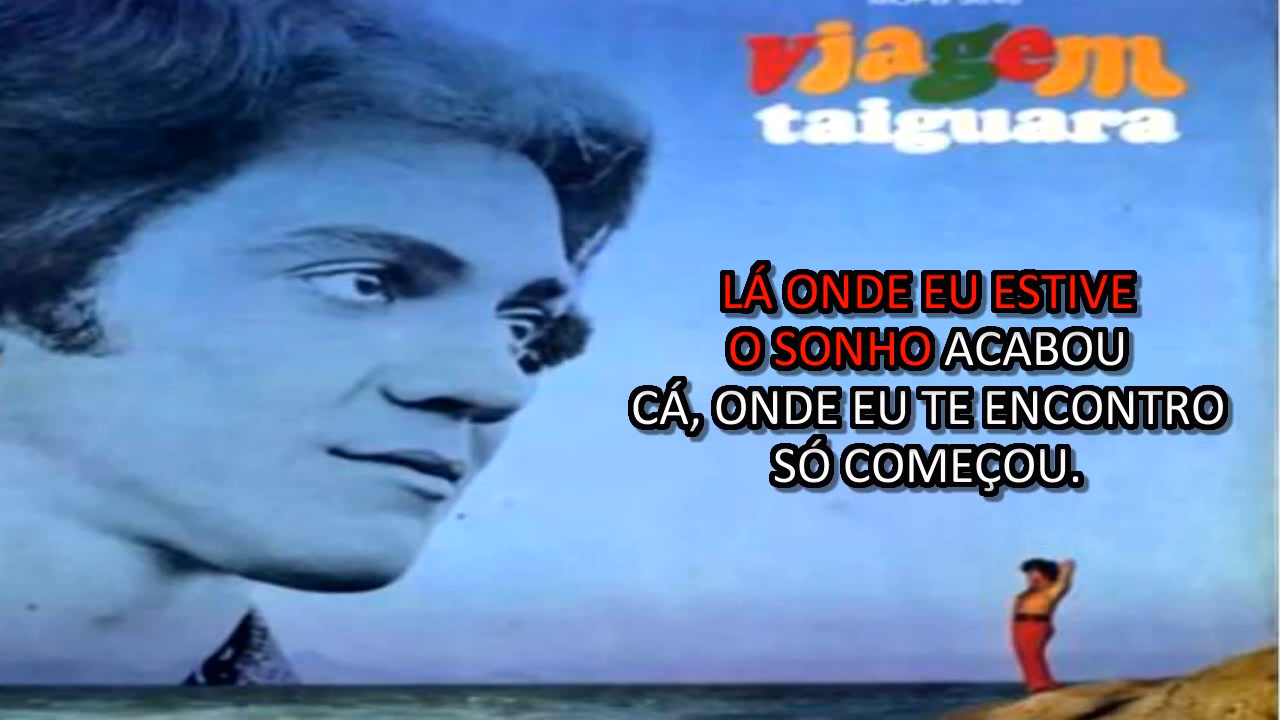 viagem
taiguara
LÁ ONDE EU ESTIVE
O SONHO ACABOU
CÁ, ONDE EU TE ENCONTRO
SÓ COMEÇOU.